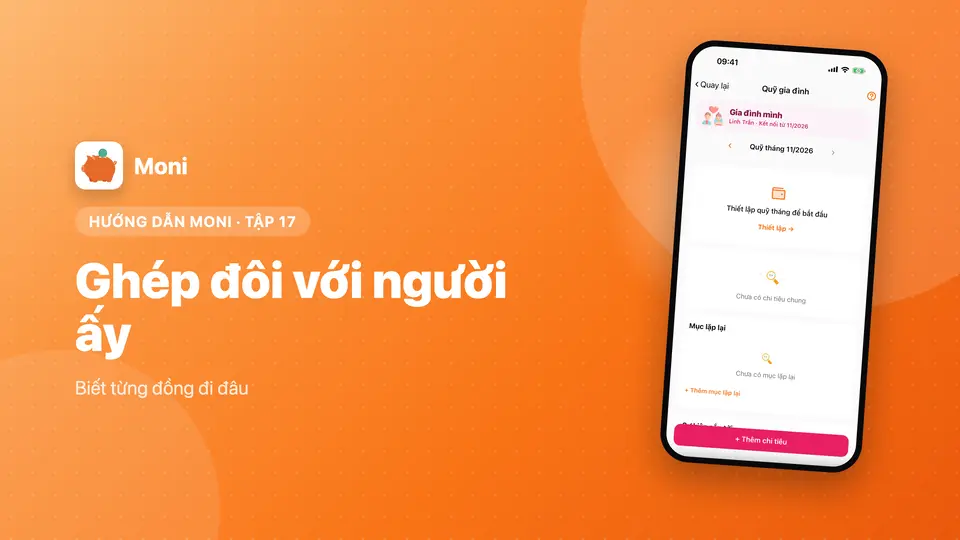 Moni
HƯỚNG DẪN MONI · TẬP 17
Ghép đôi với người
ấy
Biết từng đồng đi đâu
09:41
‹ Quay lại
Quỹ gia đình
Gia đình mình
Linh Trần · Kết nối từ 11/2026
‹ Quỹ tháng 11/2026 ›
Thiết lập quỹ tháng để bắt đầu
Thiết lập →
Chưa có chi tiêu chung
Mục lặp lại
Chưa có mục lặp lại
+ Thêm mục lặp lại
+ Thêm chi tiêu